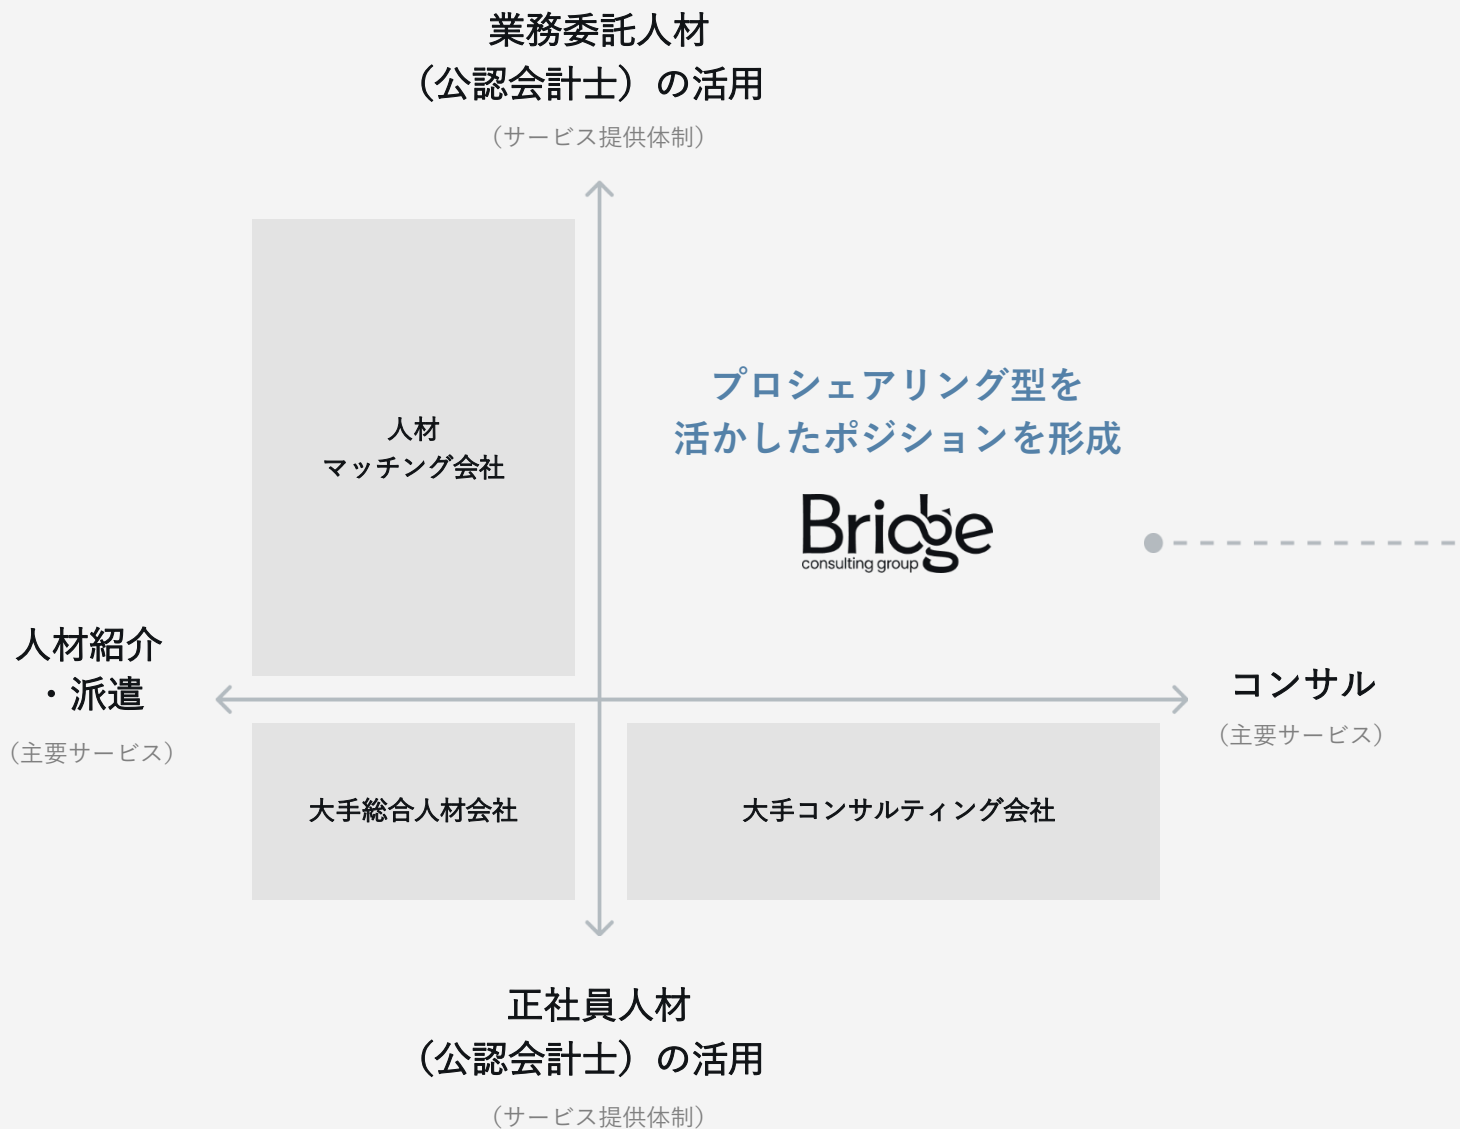 業務委託人材
（公認会計士）の活用
（サービス提供体制）
プロシェアリング型を
活かしたポジションを形成
人材
マッチング会社
Bridge
consulting group
人材紹介
・派遣
（主要サービス）
コンサル
（主要サービス）
大手総合人材会社
大手コンサルティング会社
正社員人材
（公認会計士）の活用
（サービス提供体制）